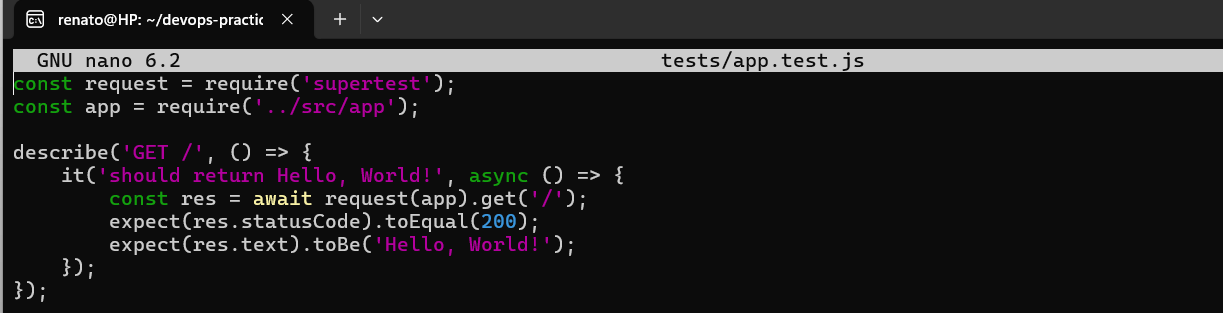 renato@HP: ~/devops-practic
GNU nano 6.2 tests/app.test.js
const request = require('supertest');
const app = require('../src/app');

describe('GET /', () => {
    it('should return Hello, World!', async () => {
        const res = await request(app).get('/');
        expect(res.statusCode).toEqual(200);
        expect(res.text).toBe('Hello, World!');
    });
});